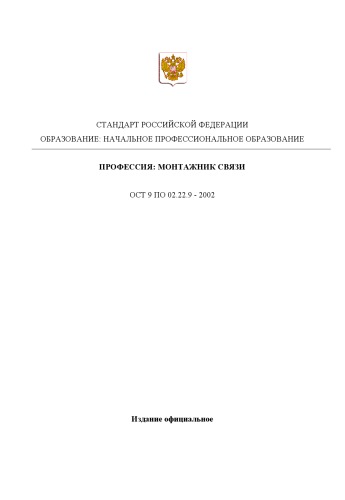 СТАНДАРТ РОССИЙСКОЙ ФЕДЕРАЦИИ
ОБРАЗОВАНИЕ: НАЧАЛЬНОЕ ПРОФЕССИОНАЛЬНОЕ ОБРАЗОВАНИЕ
ПРОФЕССИЯ: МОНТАЖНИК СВЯЗИ
ОСТ 9 ПО 02.22.9 - 2002
Издание официальное